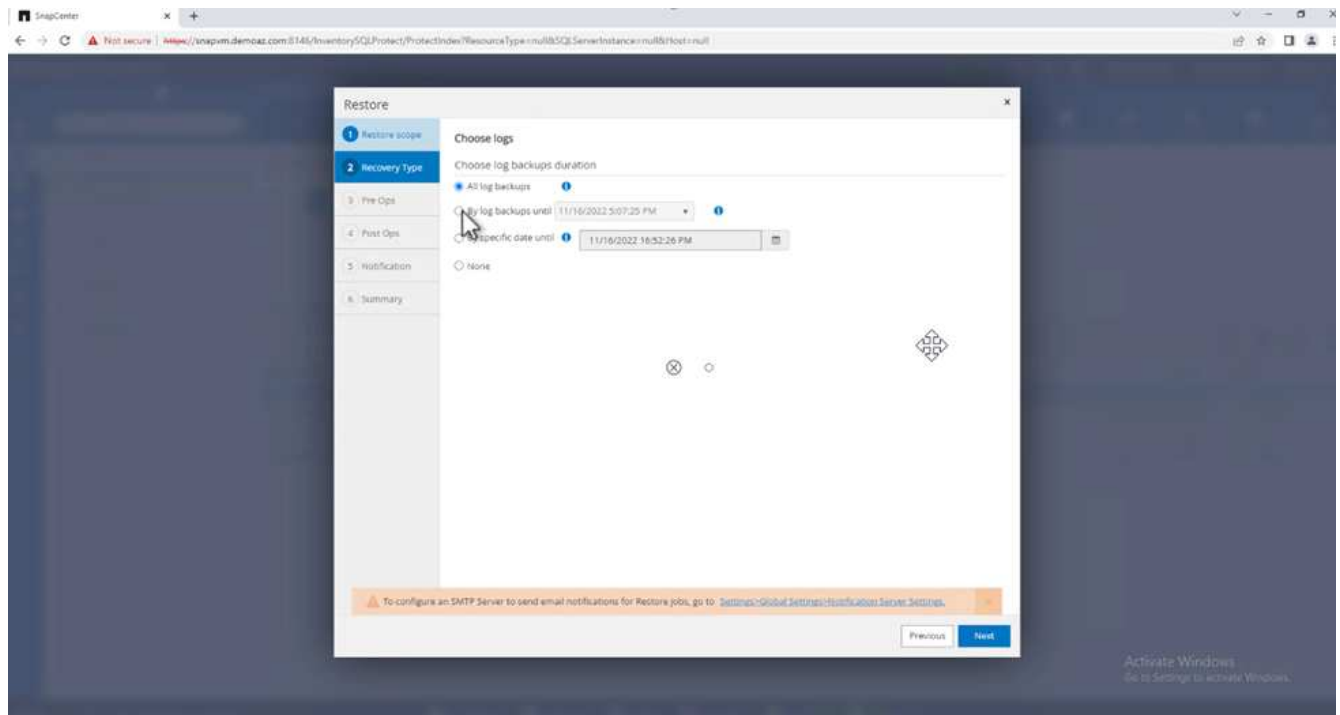 SnapCenter
Not secure | https://snapvm.demoaz.com:8146/InventorySQLProtect/ProtectIndex?ResourceType=null&SQLServerInstance=null&Host=null
Restore
1 Restore scope
2 Recovery Type
3 Pre Ops
4 Post Ops
5 Notification
6 Summary
Choose logs
Choose log backups duration
All log backups
By log backups until 11/16/2022 5:07:25 PM
specific date until 11/16/2022 16:52:26 PM
None
To configure an SMTP Server to send email notifications for Restore jobs, go to Settings>Global Settings>Notification Server Settings.
Previous Next
Activate Windows
Go to Settings to activate Windows.